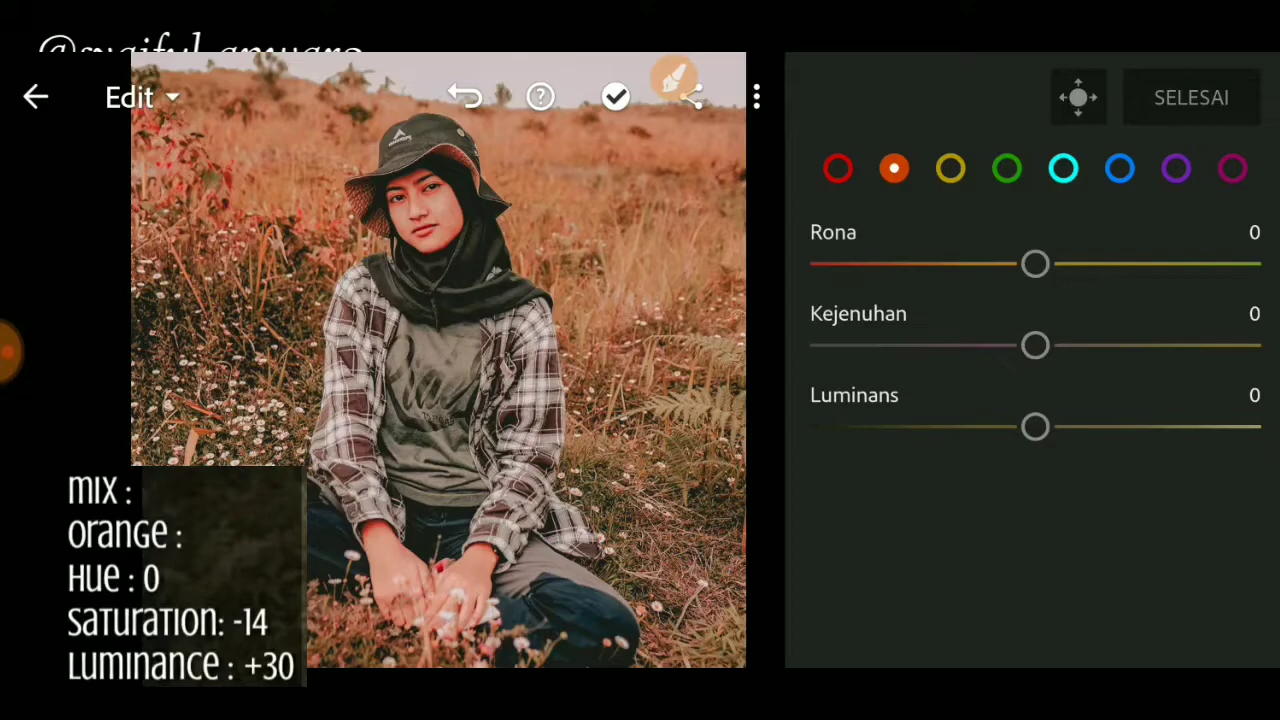 Edit
SELESAI
Rona 0
Kejenuhan 0
Luminans 0
MIX :
ORANGE :
HUE : 0
SATURATION: -14
LUMINANCE : +30